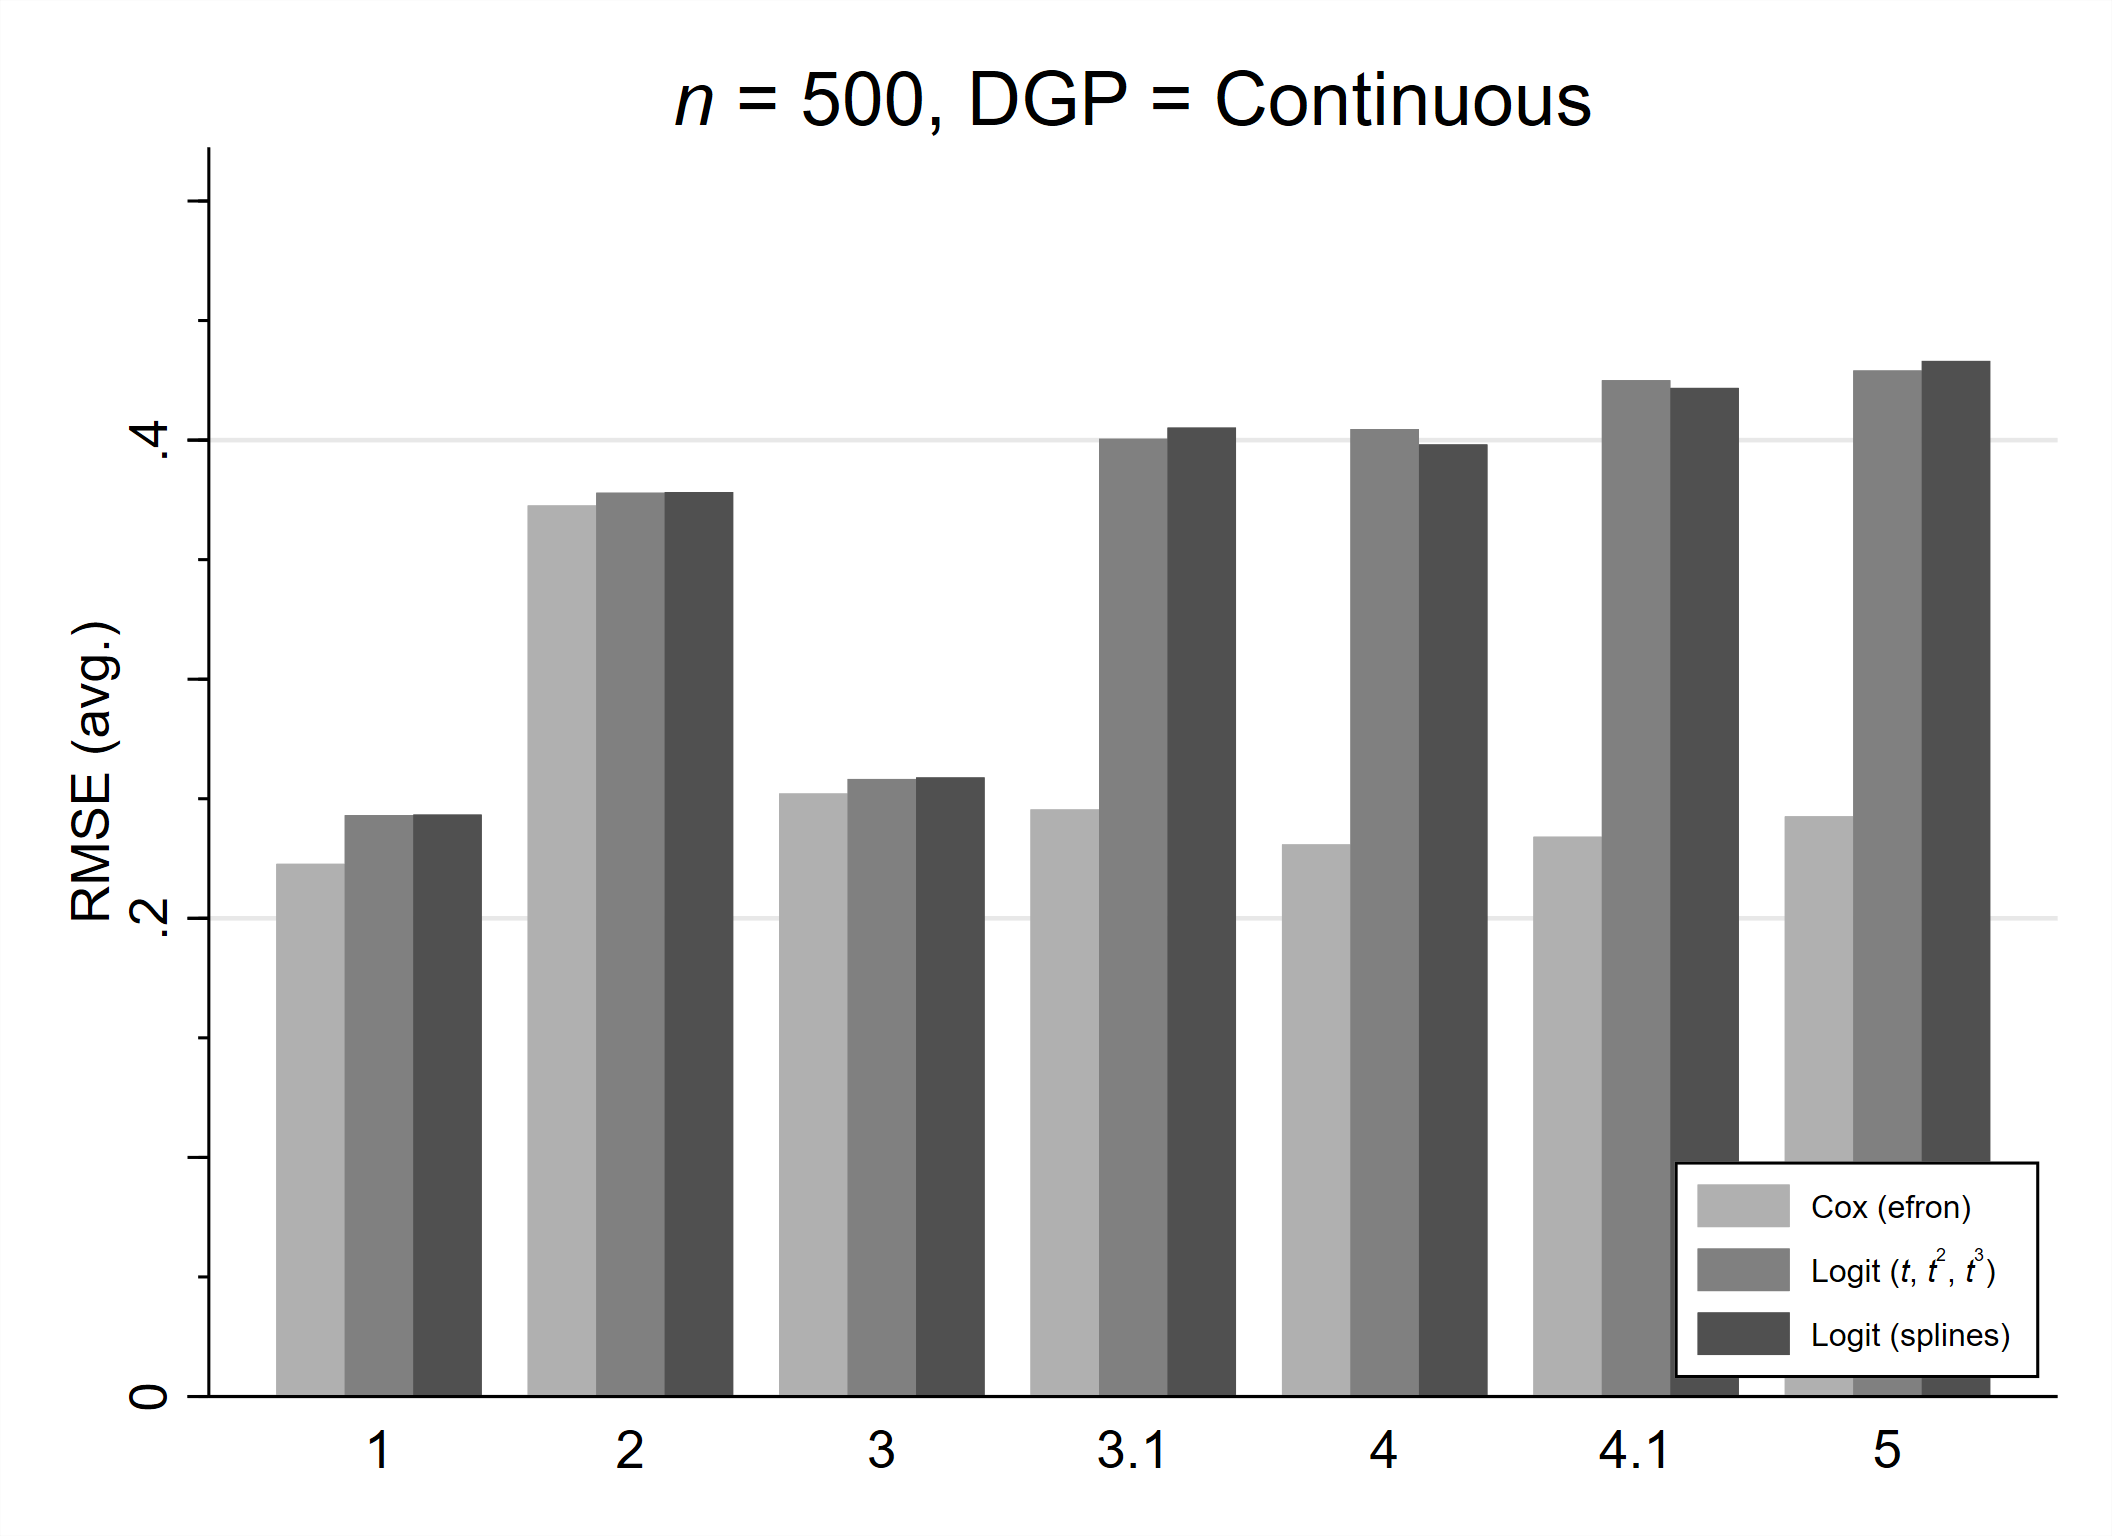 n = 500, DGP = Continuous
RMSE (avg.)
.4
.2
0
1 2 3 3.1 4 4.1 5
Cox (efron)
Logit (t, t², t³)
Logit (splines)